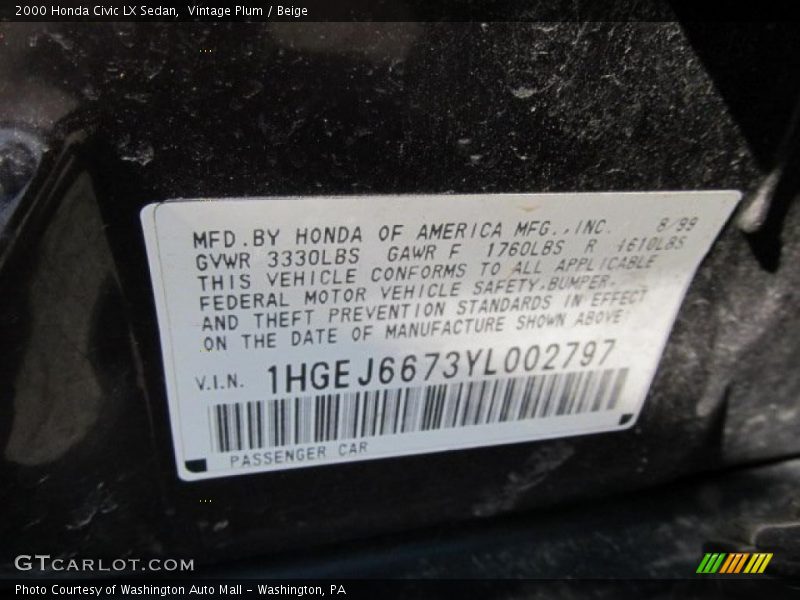 2000 Honda Civic LX Sedan, Vintage Plum / Beige
MFD.BY HONDA OF AMERICA MFG.,INC. 8/99
GVWR 3330LBS GAWR F 1760LBS R 1610LBS
THIS VEHICLE CONFORMS TO ALL APPLICABLE
FEDERAL MOTOR VEHICLE SAFETY,BUMPER,
AND THEFT PREVENTION STANDARDS IN EFFECT
ON THE DATE OF MANUFACTURE SHOWN ABOVE.
V.I.N. 1HGEJ6673YL002797
PASSENGER CAR
GTCARLOT.COM
Photo Courtesy of Washington Auto Mall - Washington, PA